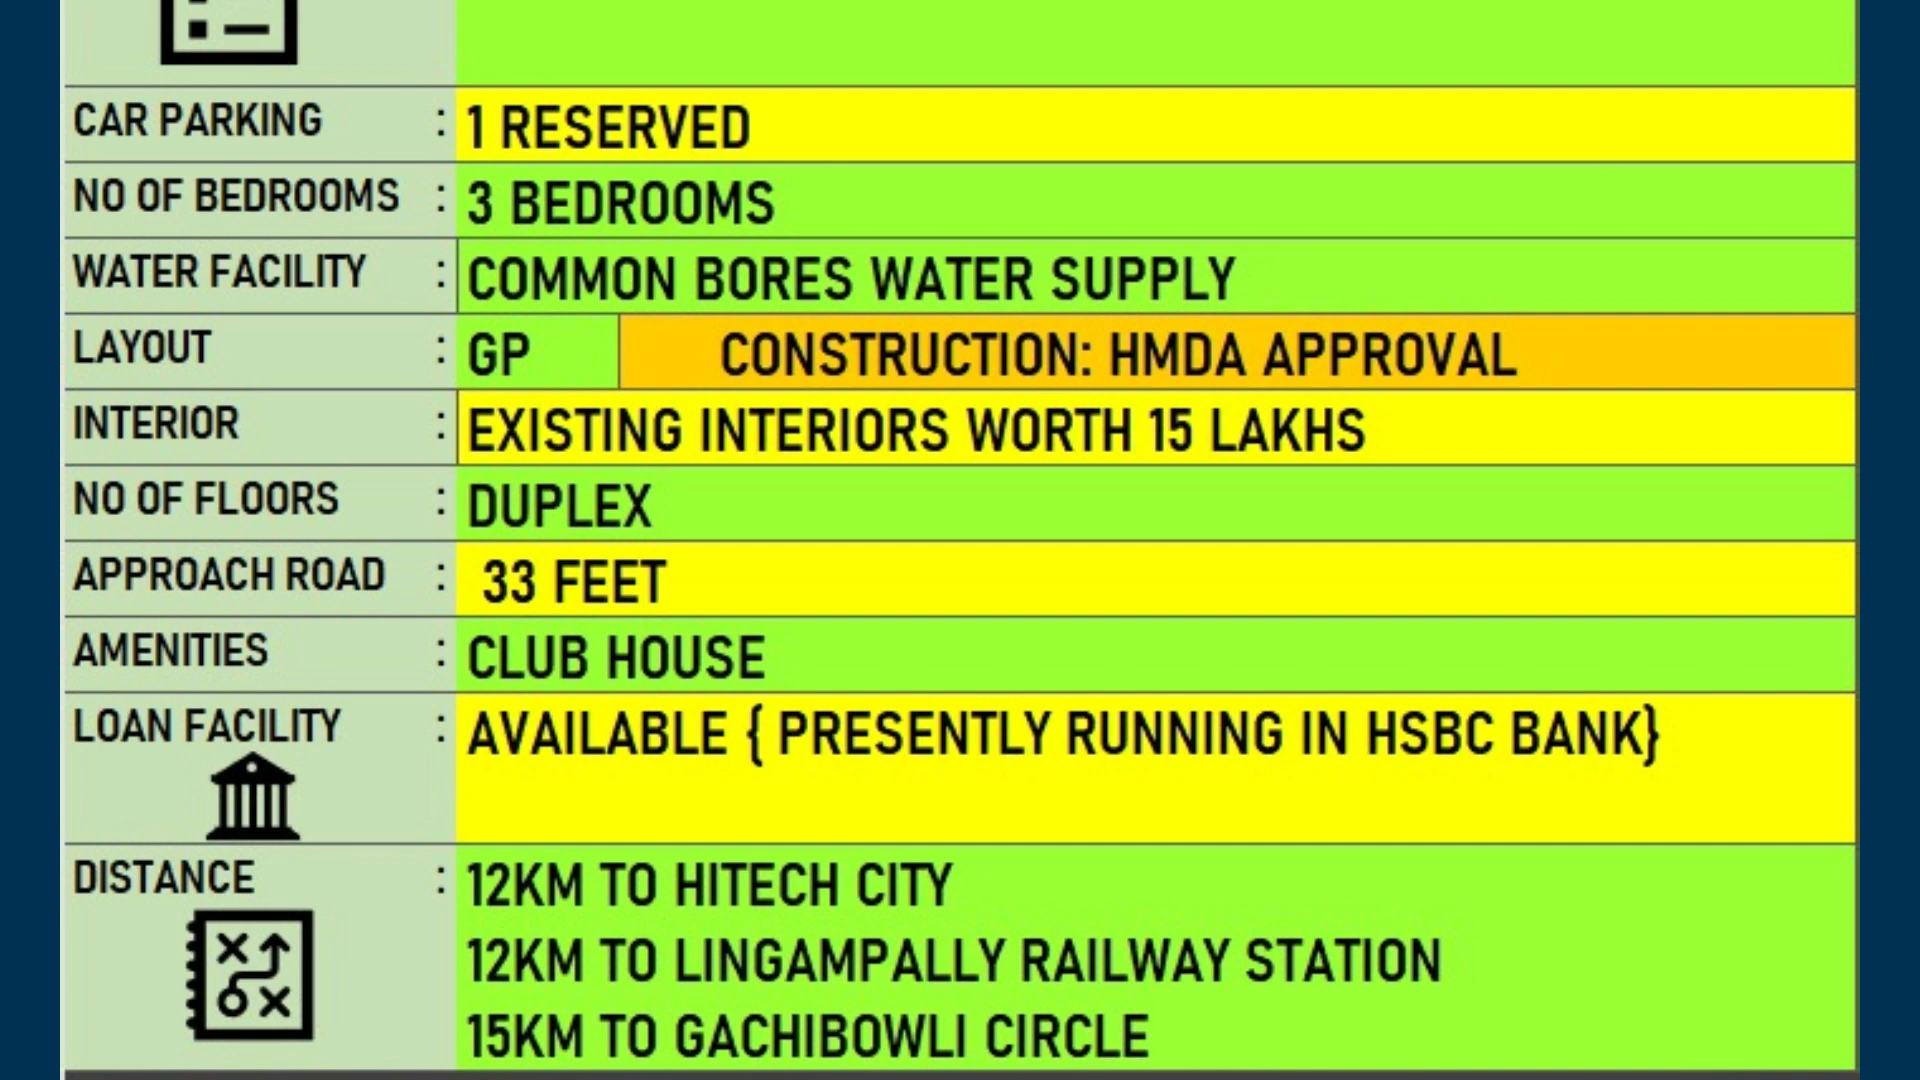 CAR PARKING : 1 RESERVED
NO OF BEDROOMS : 3 BEDROOMS
WATER FACILITY : COMMON BORES WATER SUPPLY
LAYOUT : GP CONSTRUCTION: HMDA APPROVAL
INTERIOR : EXISTING INTERIORS WORTH 15 LAKHS
NO OF FLOORS : DUPLEX
APPROACH ROAD : 33 FEET
AMENITIES : CLUB HOUSE
LOAN FACILITY : AVAILABLE { PRESENTLY RUNNING IN HSBC BANK}
DISTANCE : 12KM TO HITECH CITY
12KM TO LINGAMPALLY RAILWAY STATION
15KM TO GACHIBOWLI CIRCLE